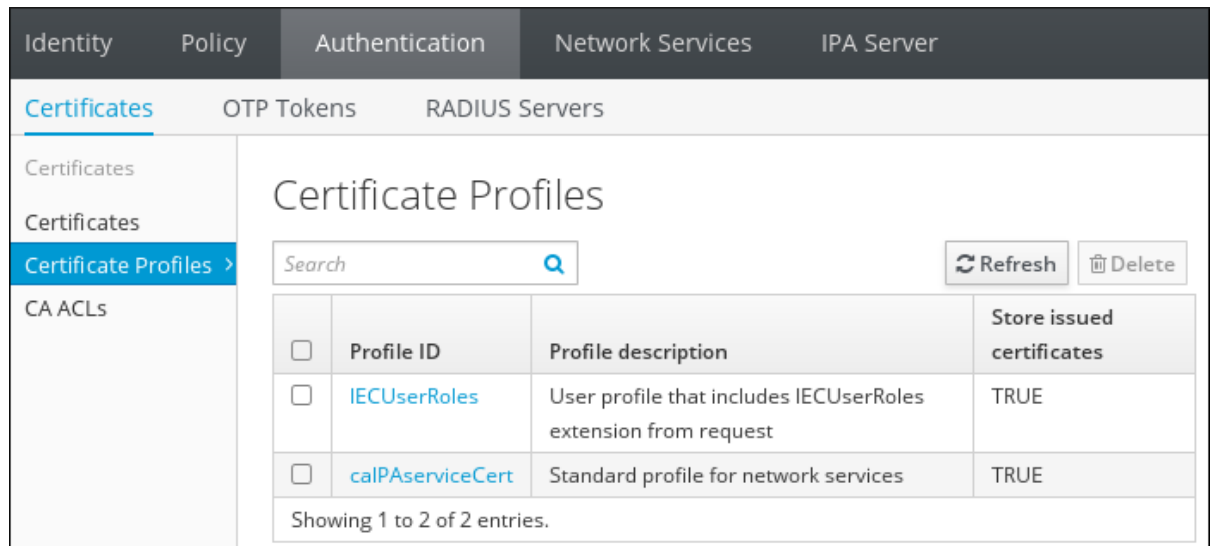 Identity Policy Authentication Network Services IPA Server
Certificates OTP Tokens RADIUS Servers
Certificates
Certificates
Certificate Profiles >
CA ACLs
Certificate Profiles
Search Refresh Delete
Profile ID Profile description Store issued certificates
IECUserRoles User profile that includes IECUserRoles TRUE
extension from request
caIPAserviceCert Standard profile for network services TRUE
Showing 1 to 2 of 2 entries.